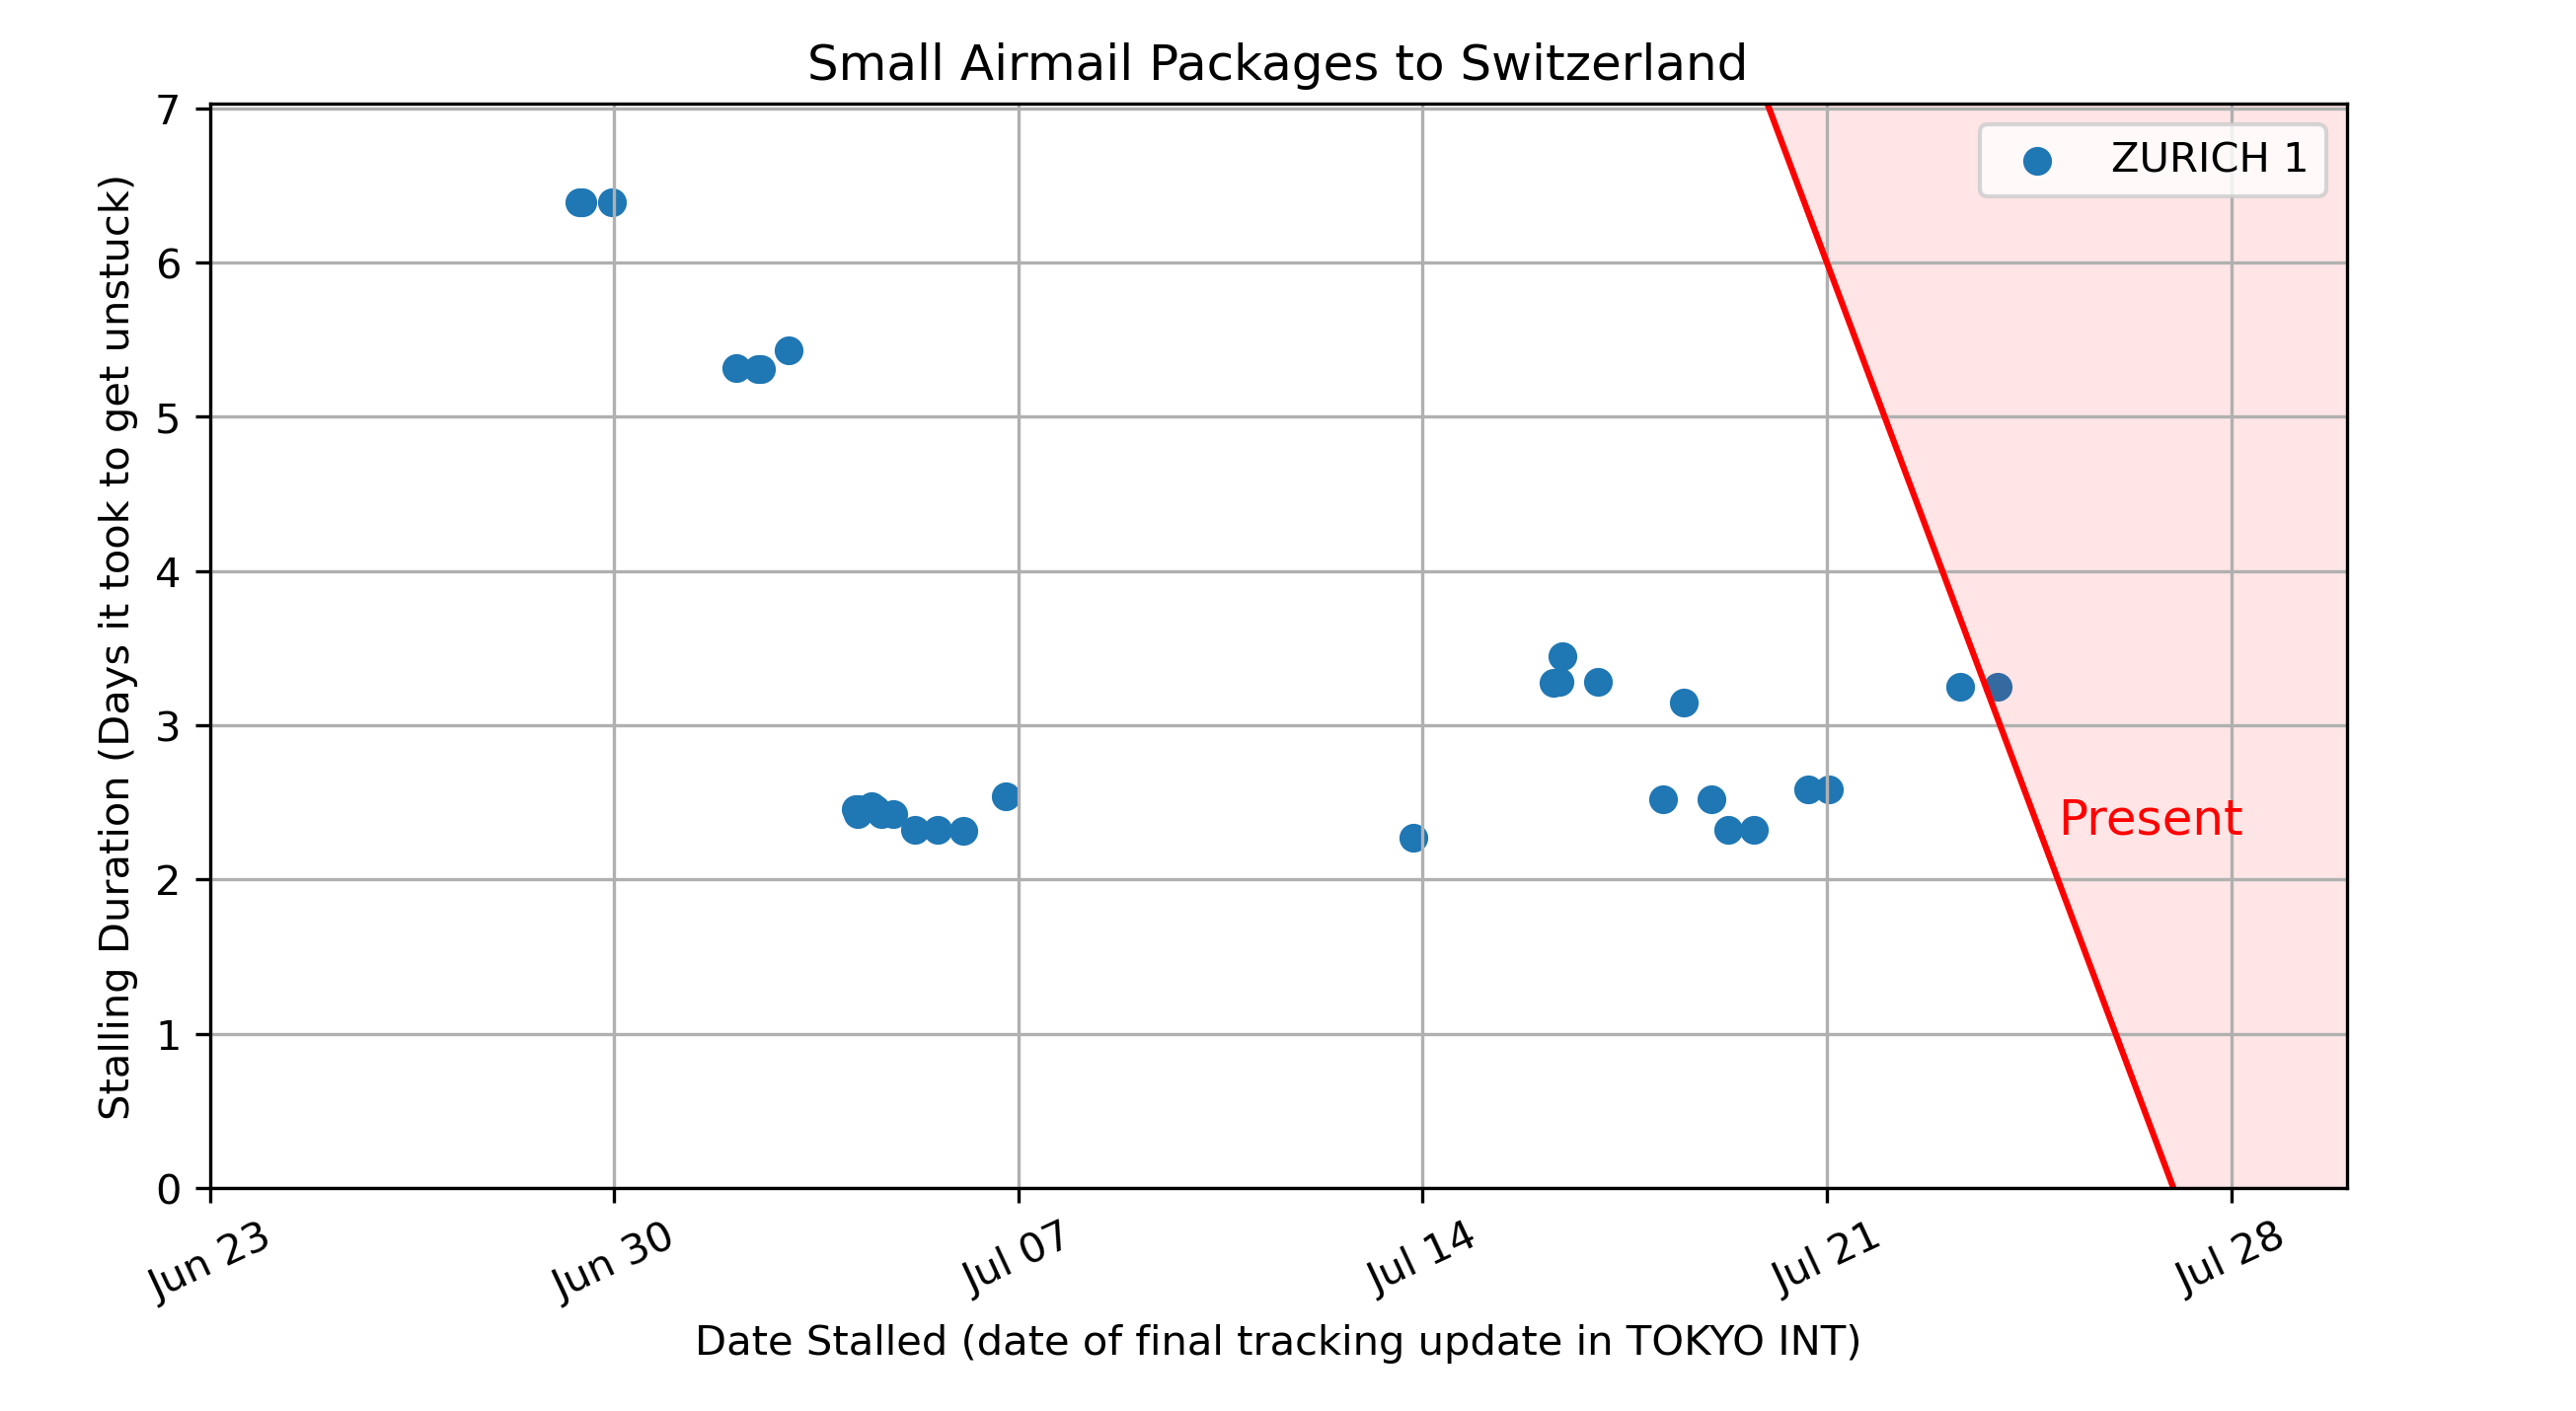 Small Airmail Packages to Switzerland
Stalling Duration (Days it took to get unstuck)
7
6
5
4
3
2
1
0
ZURICH 1
Present
Jun 23
Jun 30
Jul 07
Jul 14
Jul 21
Jul 28
Date Stalled (date of final tracking update in TOKYO INT)